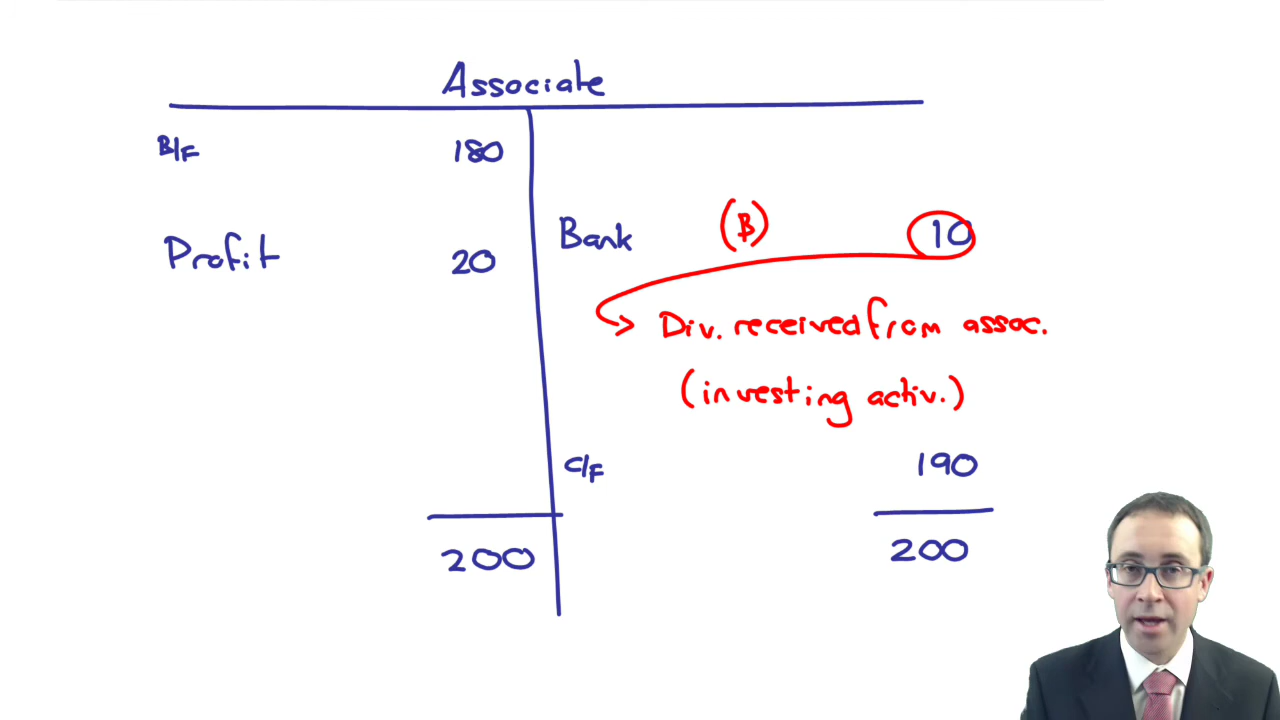 Associate
B/F 180
Bank (B) 10
Profit 20
Div. received from assoc.
(investing activ.)
C/F 190
200 200